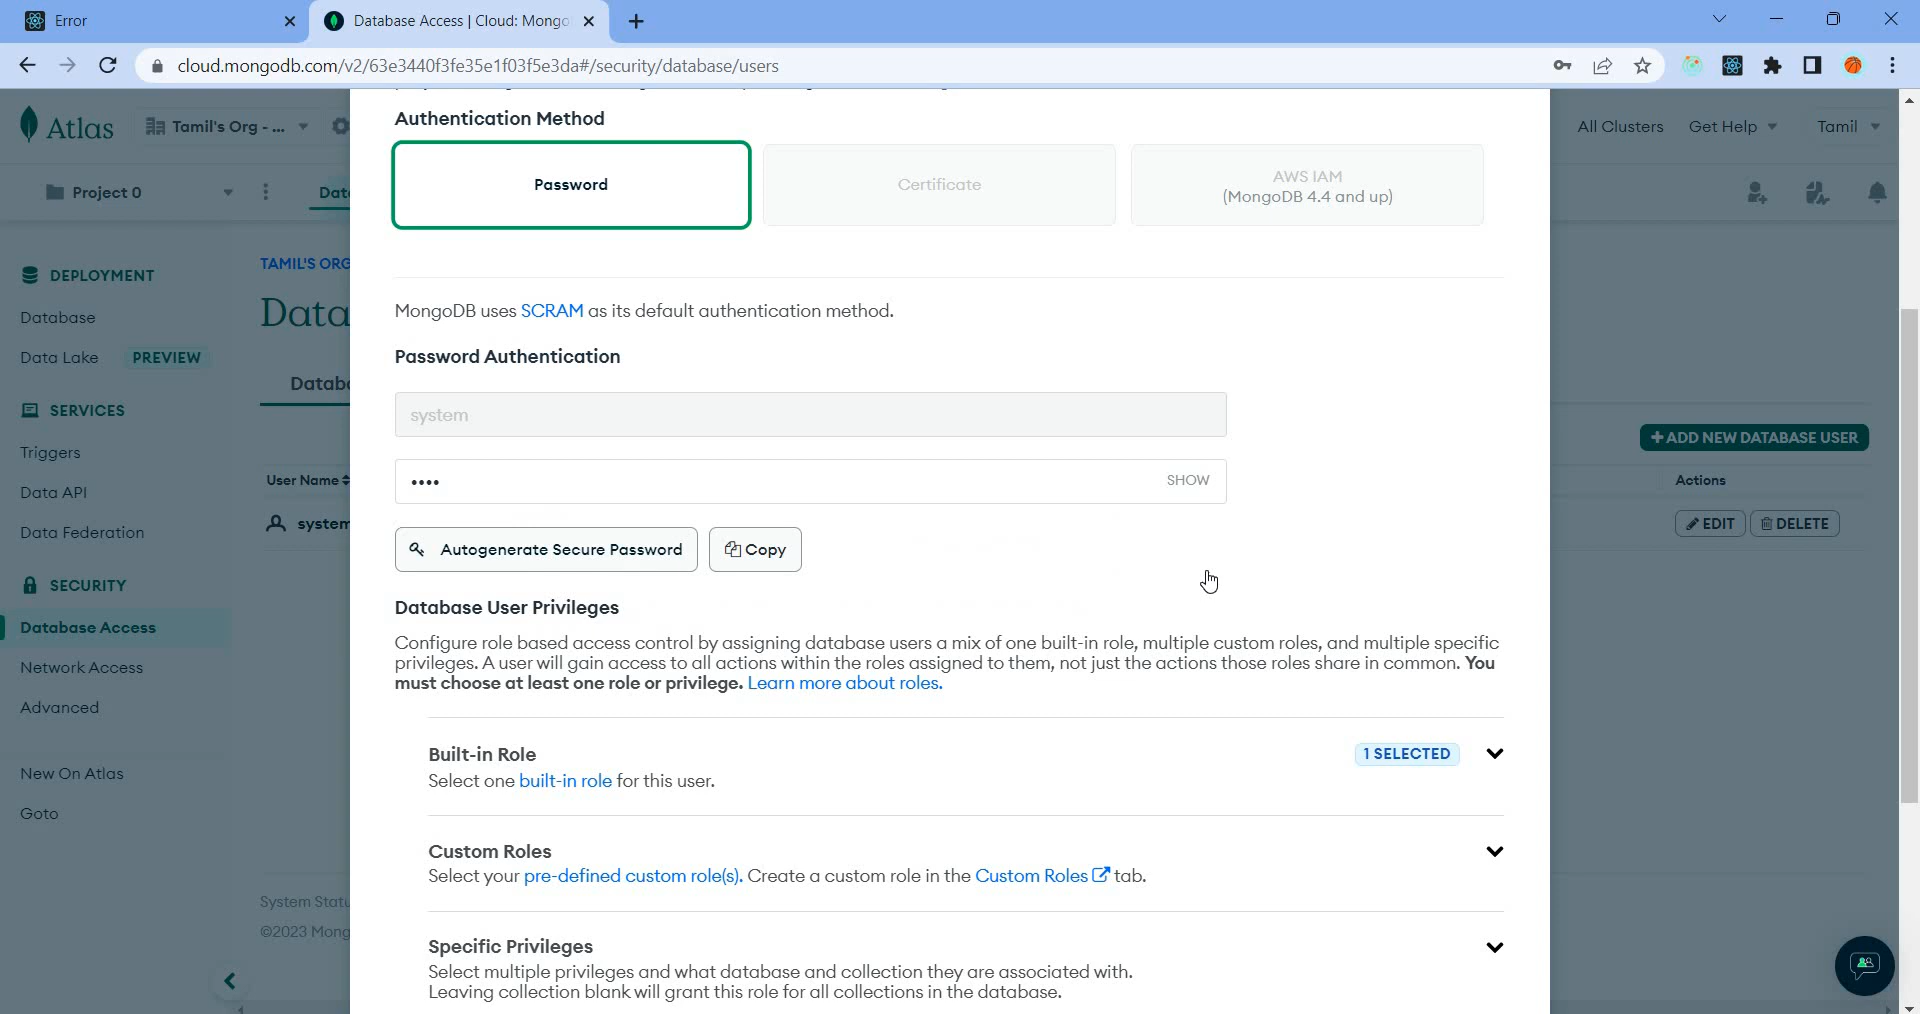 Error
Database Access | Cloud: Mongo
cloud.mongodb.com/v2/63e3440f3fe35e1f03f5e3da#/security/database/users
Atlas
Tamil's Org - ...
All Clusters
Get Help
Tamil
Project 0
Data
DEPLOYMENT
Database
Data Lake
PREVIEW
SERVICES
Triggers
Data API
Data Federation
SECURITY
Database Access
Network Access
Advanced
New On Atlas
Goto
TAMIL'S ORG
Data
Datab
User Name
system
System Statu
©2023 Mong
Authentication Method
Password
Certificate
AWS IAM
(MongoDB 4.4 and up)
MongoDB uses SCRAM as its default authentication method.
Password Authentication
system
••••
SHOW
Autogenerate Secure Password
Copy
Database User Privileges
Configure role based access control by assigning database users a mix of one built-in role, multiple custom roles, and multiple specific
privileges. A user will gain access to all actions within the roles assigned to them, not just the actions those roles share in common. You
must choose at least one role or privilege. Learn more about roles.
Built-in Role
1 SELECTED
Select one built-in role for this user.
Custom Roles
Select your pre-defined custom role(s). Create a custom role in the Custom Roles tab.
Specific Privileges
Select multiple privileges and what database and collection they are associated with.
Leaving collection blank will grant this role for all collections in the database.
+ ADD NEW DATABASE USER
Actions
EDIT
DELETE